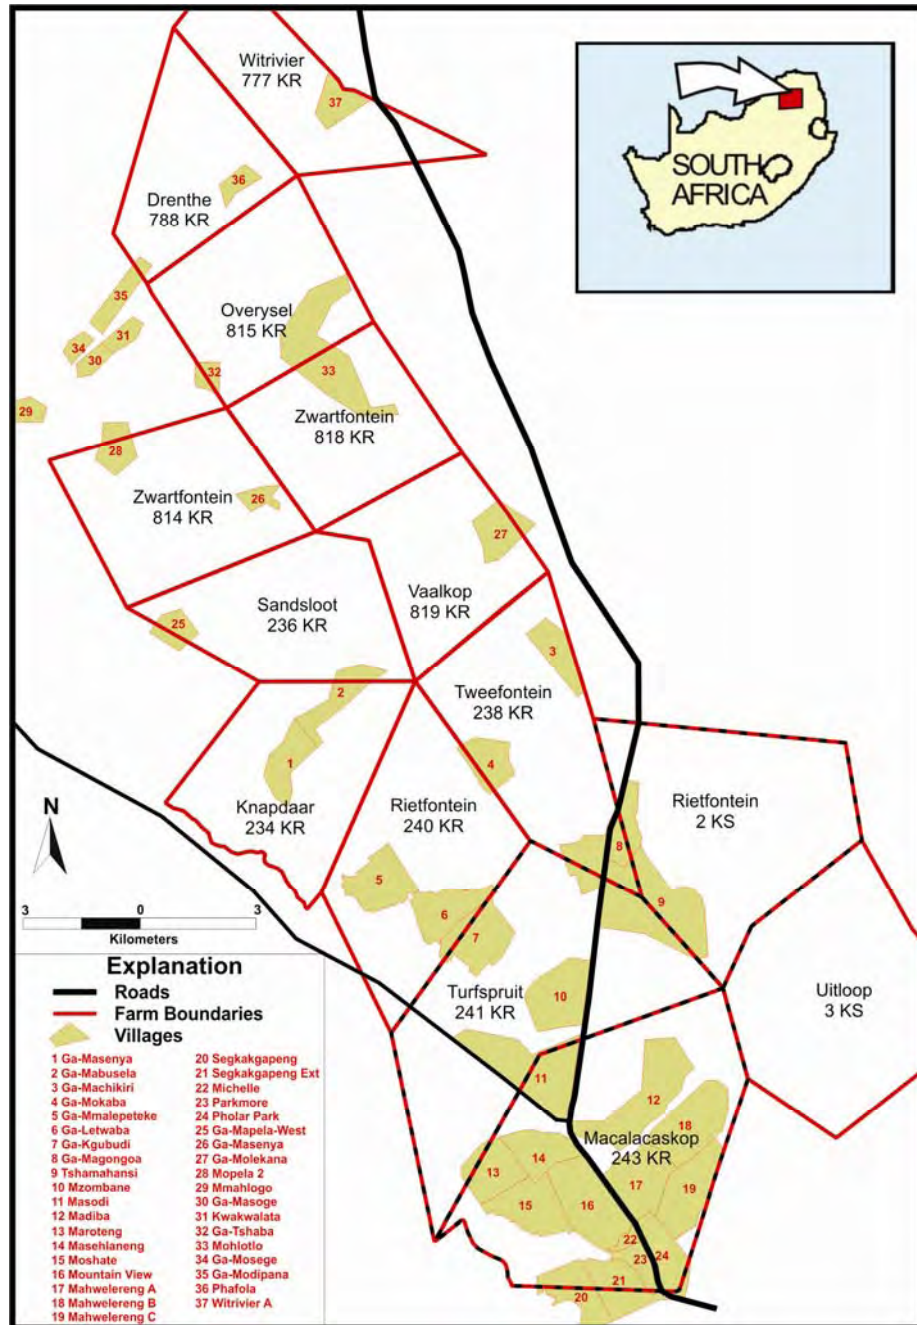 Witrivier
777 KR
37
SOUTH
AFRICA
36
Drenthe
788 KR
35
Overysel
815 KR
31
34
30
32
33
29
Zwartfontein
818 KR
28
Zwartfontein
814 KR
26
27
Vaalkop
819 KR
Sandsloot
236 KR
25
3
2
Tweefontein
238 KR
1
4
Knapdaar
234 KR
Rietfontein
240 KR
Rietfontein
2 KS
N
8
5
9
6
7
3 0 3
Kilometers
10
Turfspruit
241 KR
Uitloop
3 KS
11
12
18
Macalacaskop
243 KR
14
13
17
19
15
16
22
23
24
21
20
Explanation
Roads
Farm Boundaries
Villages
1 Ga-Masenya
2 Ga-Mabusela
3 Ga-Machikiri
4 Ga-Mokaba
5 Ga-Mmalepeteke
6 Ga-Letwaba
7 Ga-Kgubudi
8 Ga-Magongoa
9 Tshamahansi
10 Mzombane
11 Masodi
12 Madiba
13 Maroteng
14 Masehlaneng
15 Moshate
16 Mountain View
17 Mahwelereng A
18 Mahwelereng B
19 Mahwelereng C
20 Segkakgapeng
21 Segkakgapeng Ext
22 Michelle
23 Parkmore
24 Pholar Park
25 Ga-Mapela-West
26 Ga-Masenya
27 Ga-Molekana
28 Mopela 2
29 Mmahlogo
30 Ga-Masoge
31 Kwakwalata
32 Ga-Tshaba
33 Mohlotlo
34 Ga-Mosege
35 Ga-Modipana
36 Phafola
37 Witrivier A